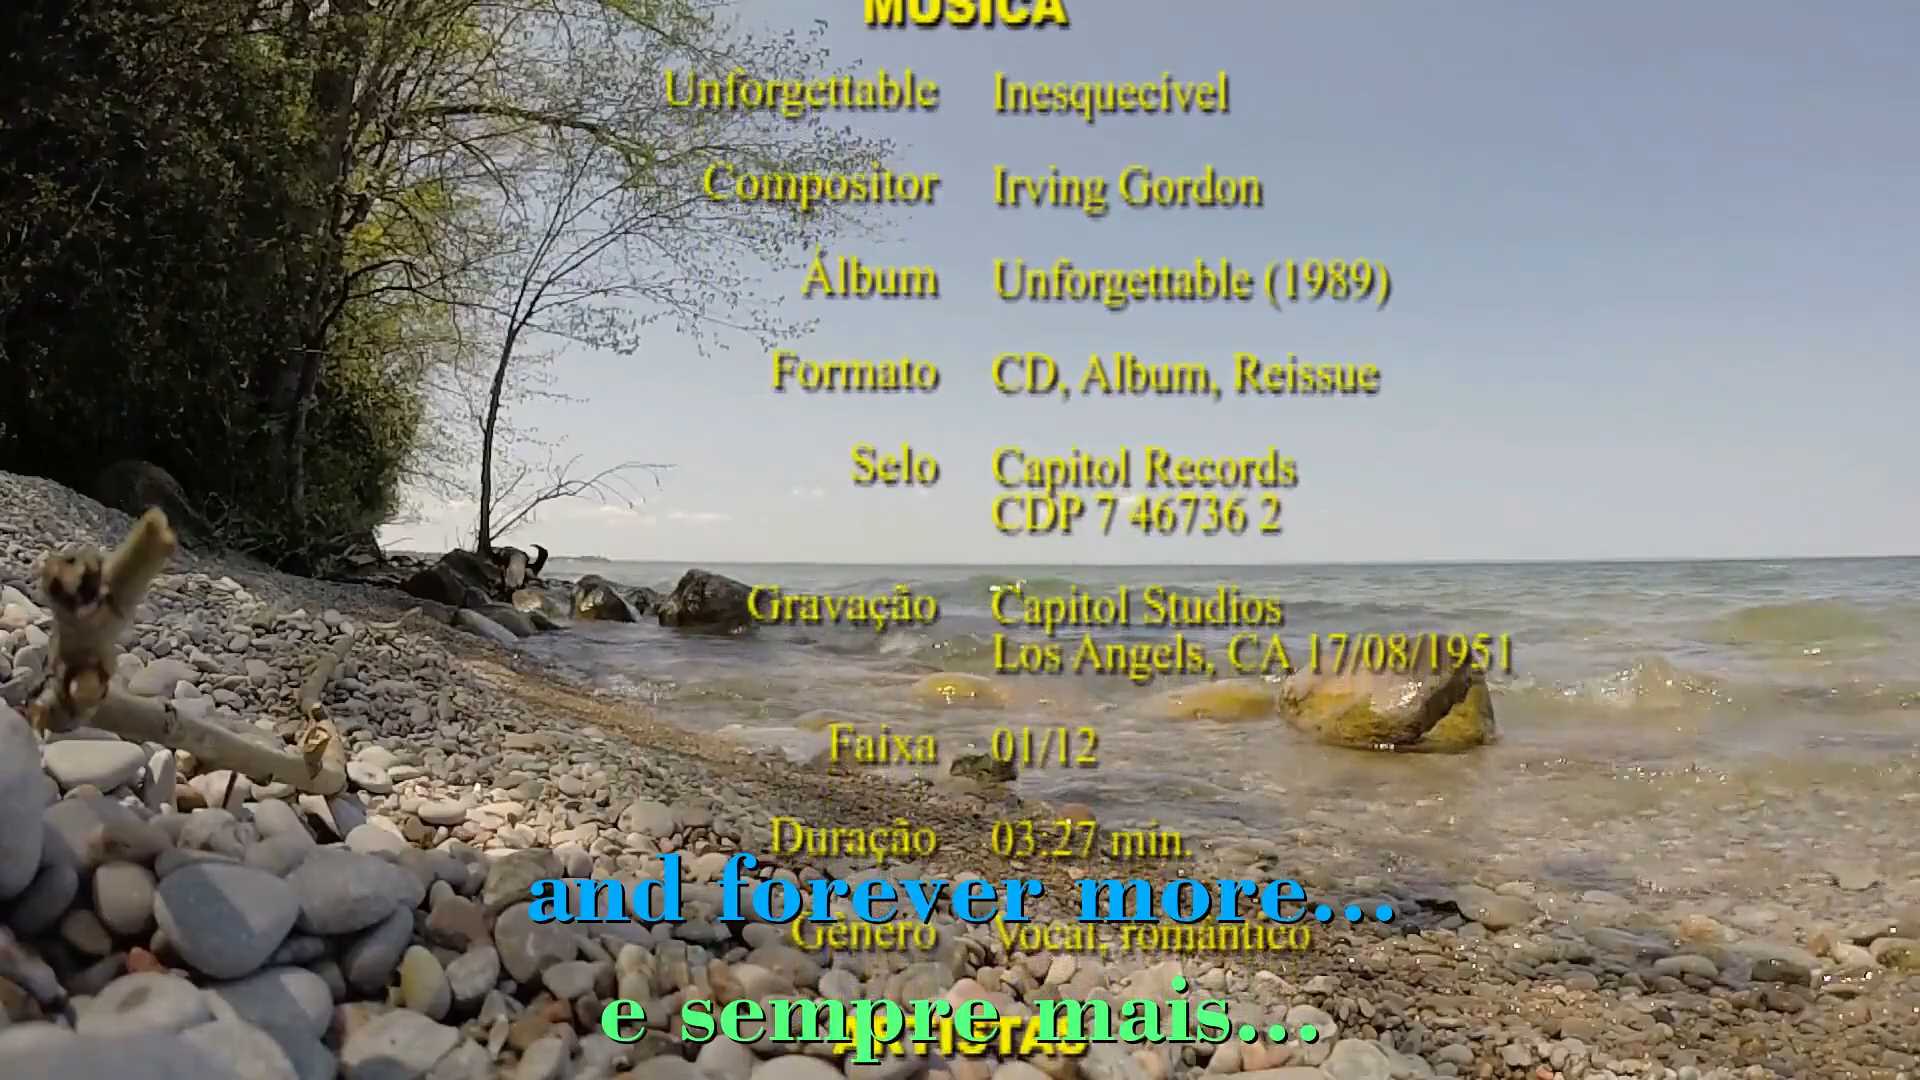 MÚSICA
Unforgettable Inesquecível
Compositor Irving Gordon
Álbum Unforgettable (1989)
Formato CD, Album, Reissue
Selo Capitol Records
CDP 7 46736 2
Gravação Capitol Studios
Los Angels, CA 17/08/1951
Faixa 01/12
Duração 03:27 min.
and forever more...
Gênero Vocal, romântico
e sempre mais...
ARTISTAS